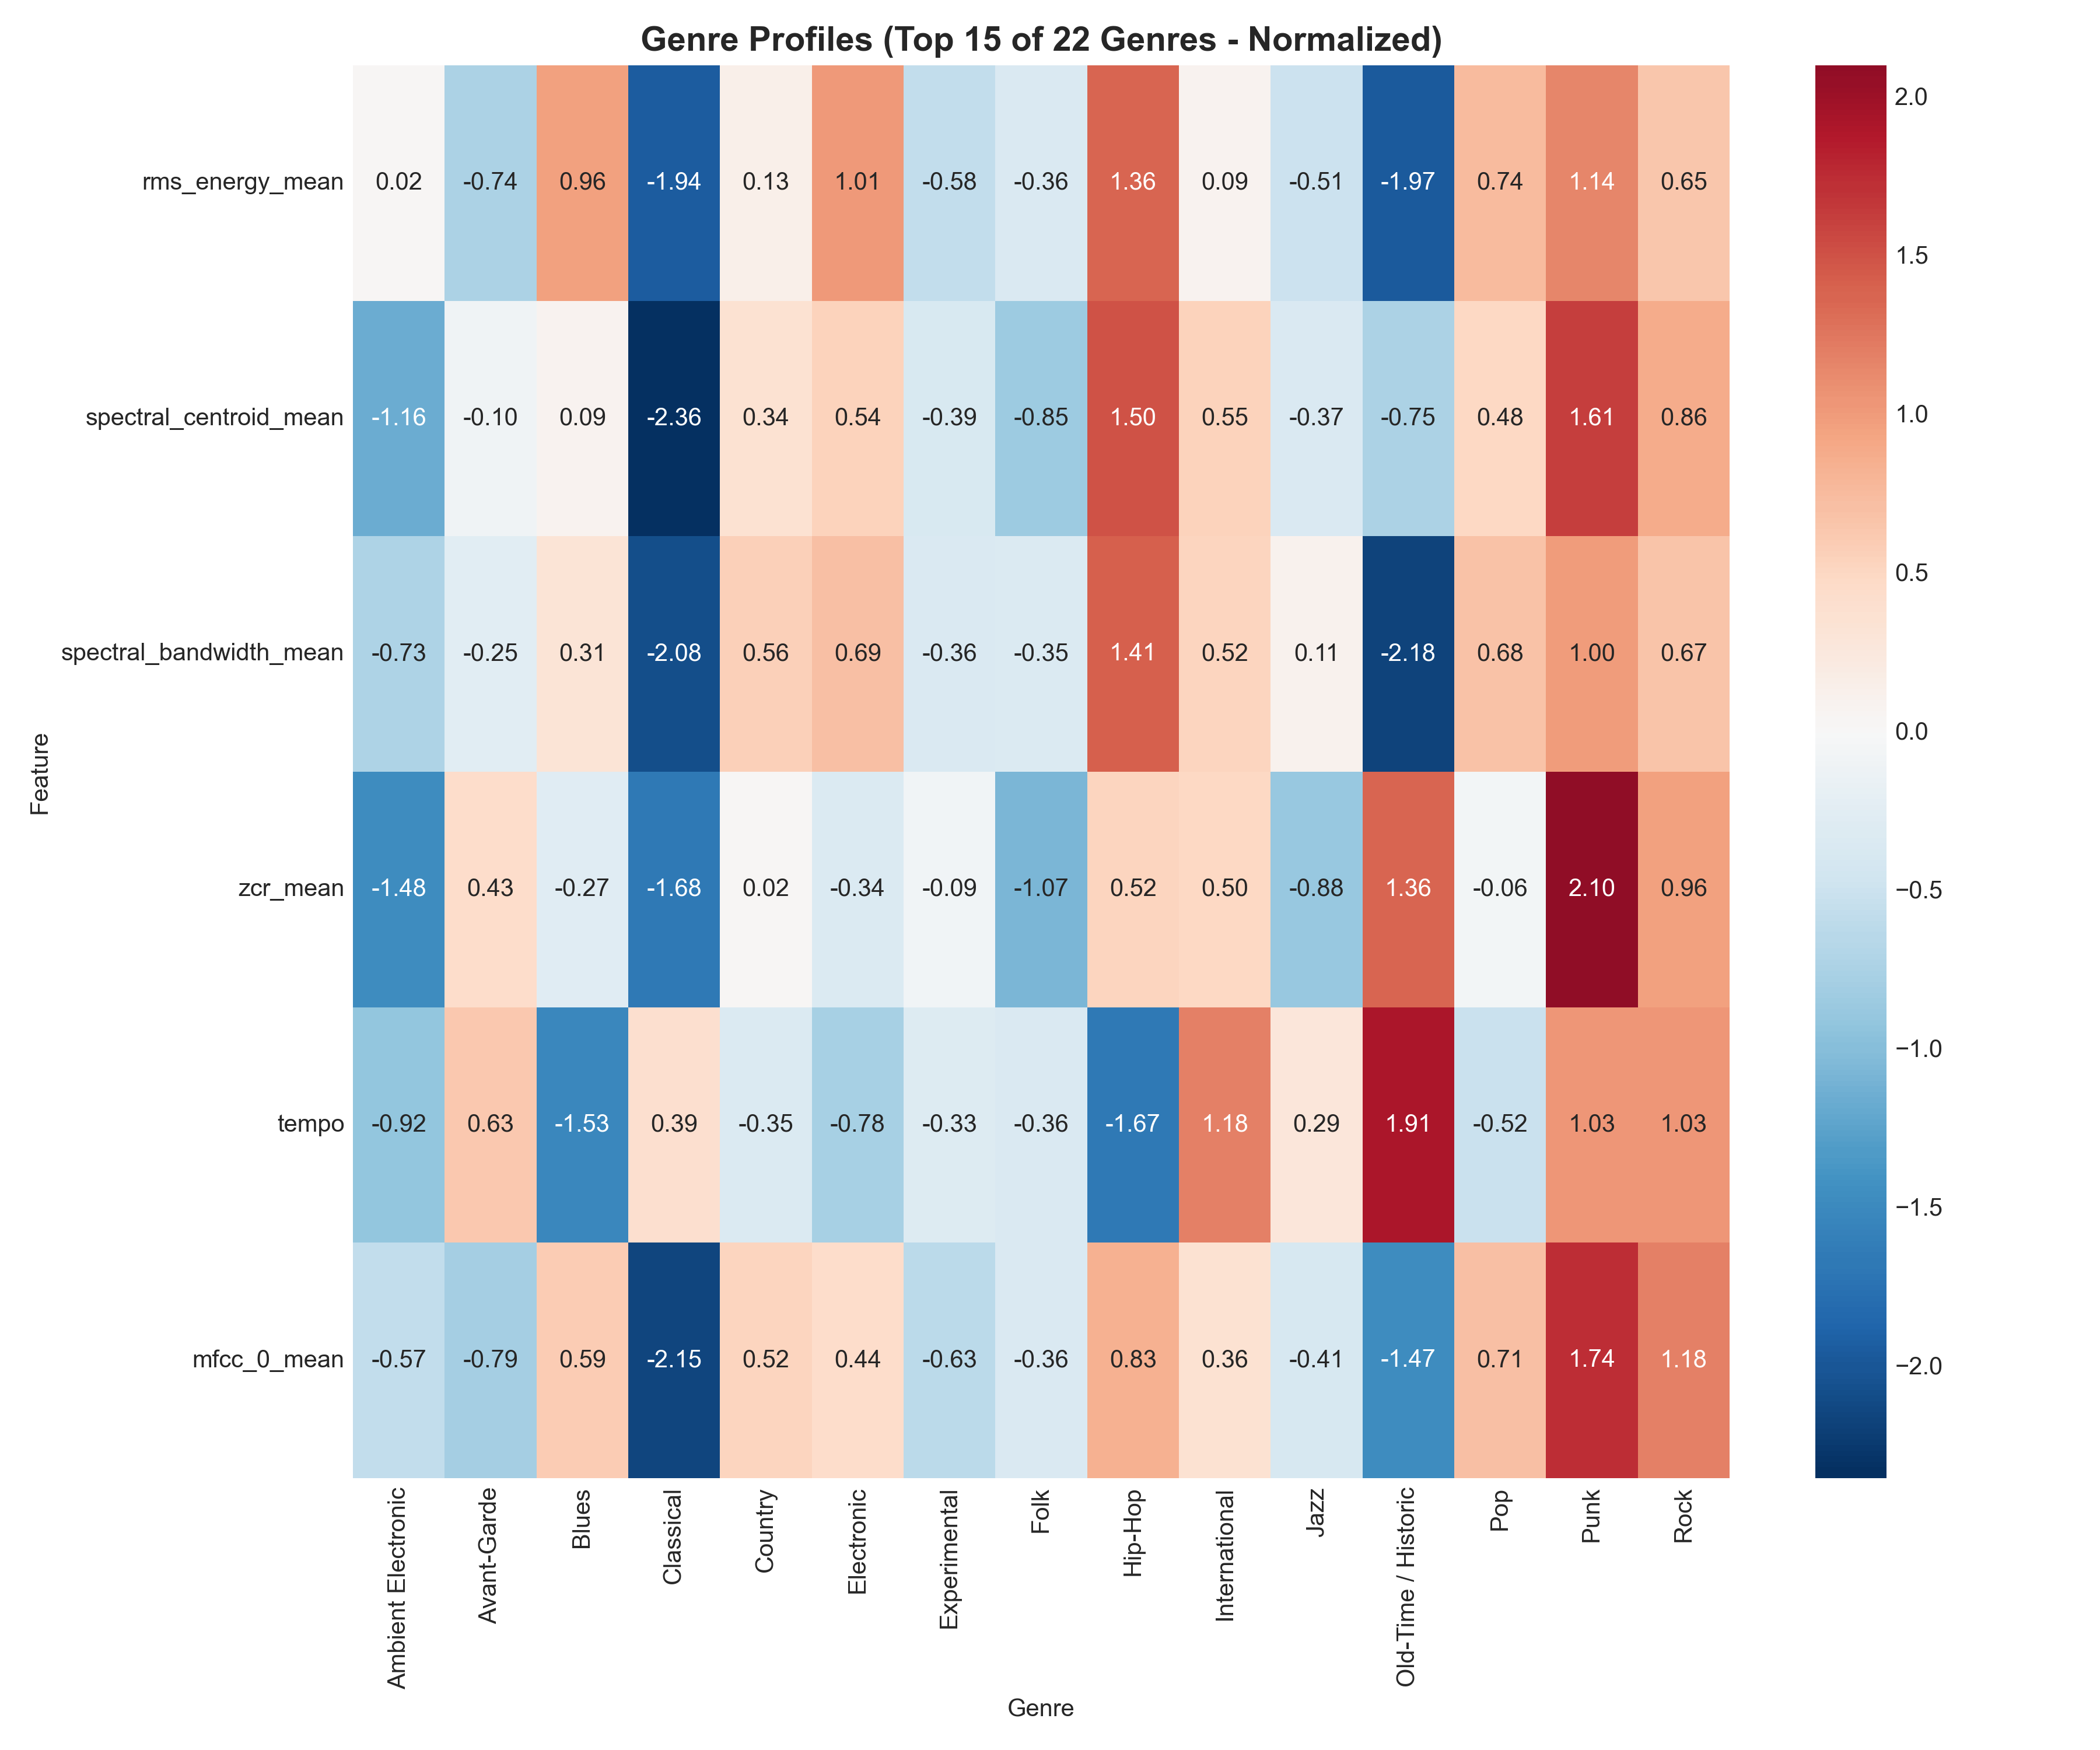 Genre Profiles (Top 15 of 22 Genres - Normalized)
rms_energy_mean 0.02 -0.74 0.96 -1.94 0.13 1.01 -0.58 -0.36 1.36 0.09 -0.51 -1.97 0.74 1.14 0.65
spectral_centroid_mean -1.16 -0.10 0.09 -2.36 0.34 0.54 -0.39 -0.85 1.50 0.55 -0.37 -0.75 0.48 1.61 0.86
spectral_bandwidth_mean -0.73 -0.25 0.31 -2.08 0.56 0.69 -0.36 -0.35 1.41 0.52 0.11 -2.18 0.68 1.00 0.67
zcr_mean -1.48 0.43 -0.27 -1.68 0.02 -0.34 -0.09 -1.07 0.52 0.50 -0.88 1.36 -0.06 2.10 0.96
tempo -0.92 0.63 -1.53 0.39 -0.35 -0.78 -0.33 -0.36 -1.67 1.18 0.29 1.91 -0.52 1.03 1.03
mfcc_0_mean -0.57 -0.79 0.59 -2.15 0.52 0.44 -0.63 -0.36 0.83 0.36 -0.41 -1.47 0.71 1.74 1.18
Feature
Ambient Electronic
Avant-Garde
Blues
Classical
Country
Electronic
Experimental
Folk
Hip-Hop
International
Jazz
Old-Time / Historic
Pop
Punk
Rock
Genre
2.0
1.5
1.0
0.5
0.0
−0.5
−1.0
−1.5
−2.0